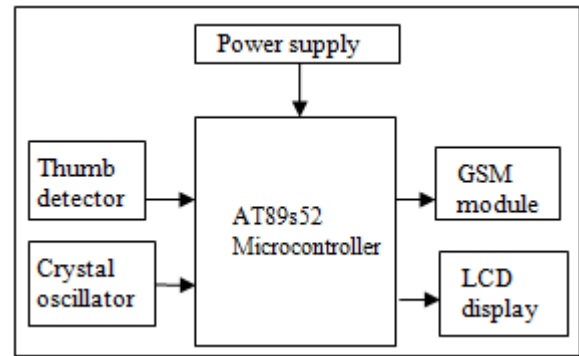 Power supply
Thumb
detector
AT89s52
Microcontroller
GSM
module
Crystal
oscillator
LCD
display